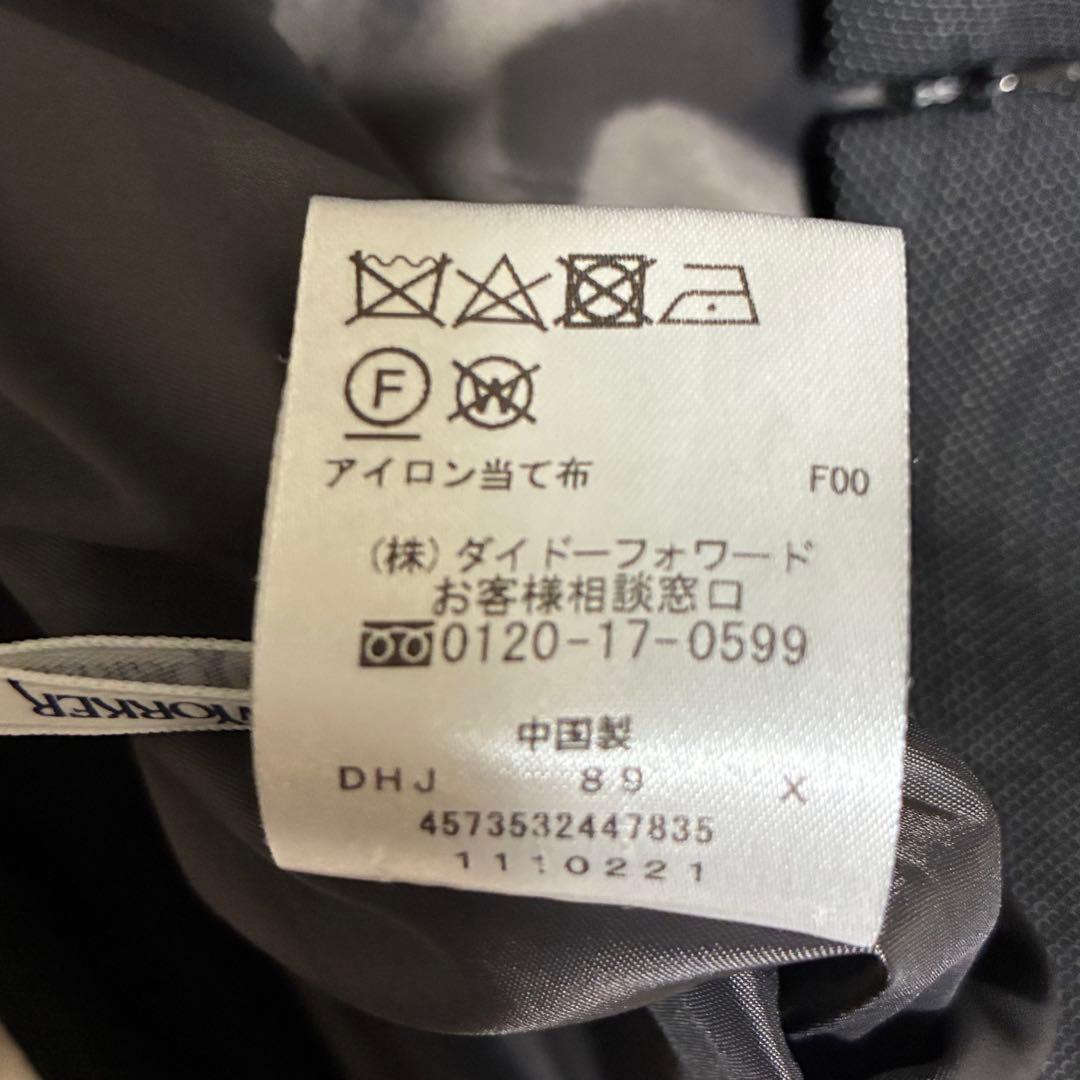 F W
アイロン当て布 F00
(株)ダイドーフォワード
お客様相談窓口
0120-17-0599
中国製
DHJ 89 X
4573532447835
1110221
WORKER